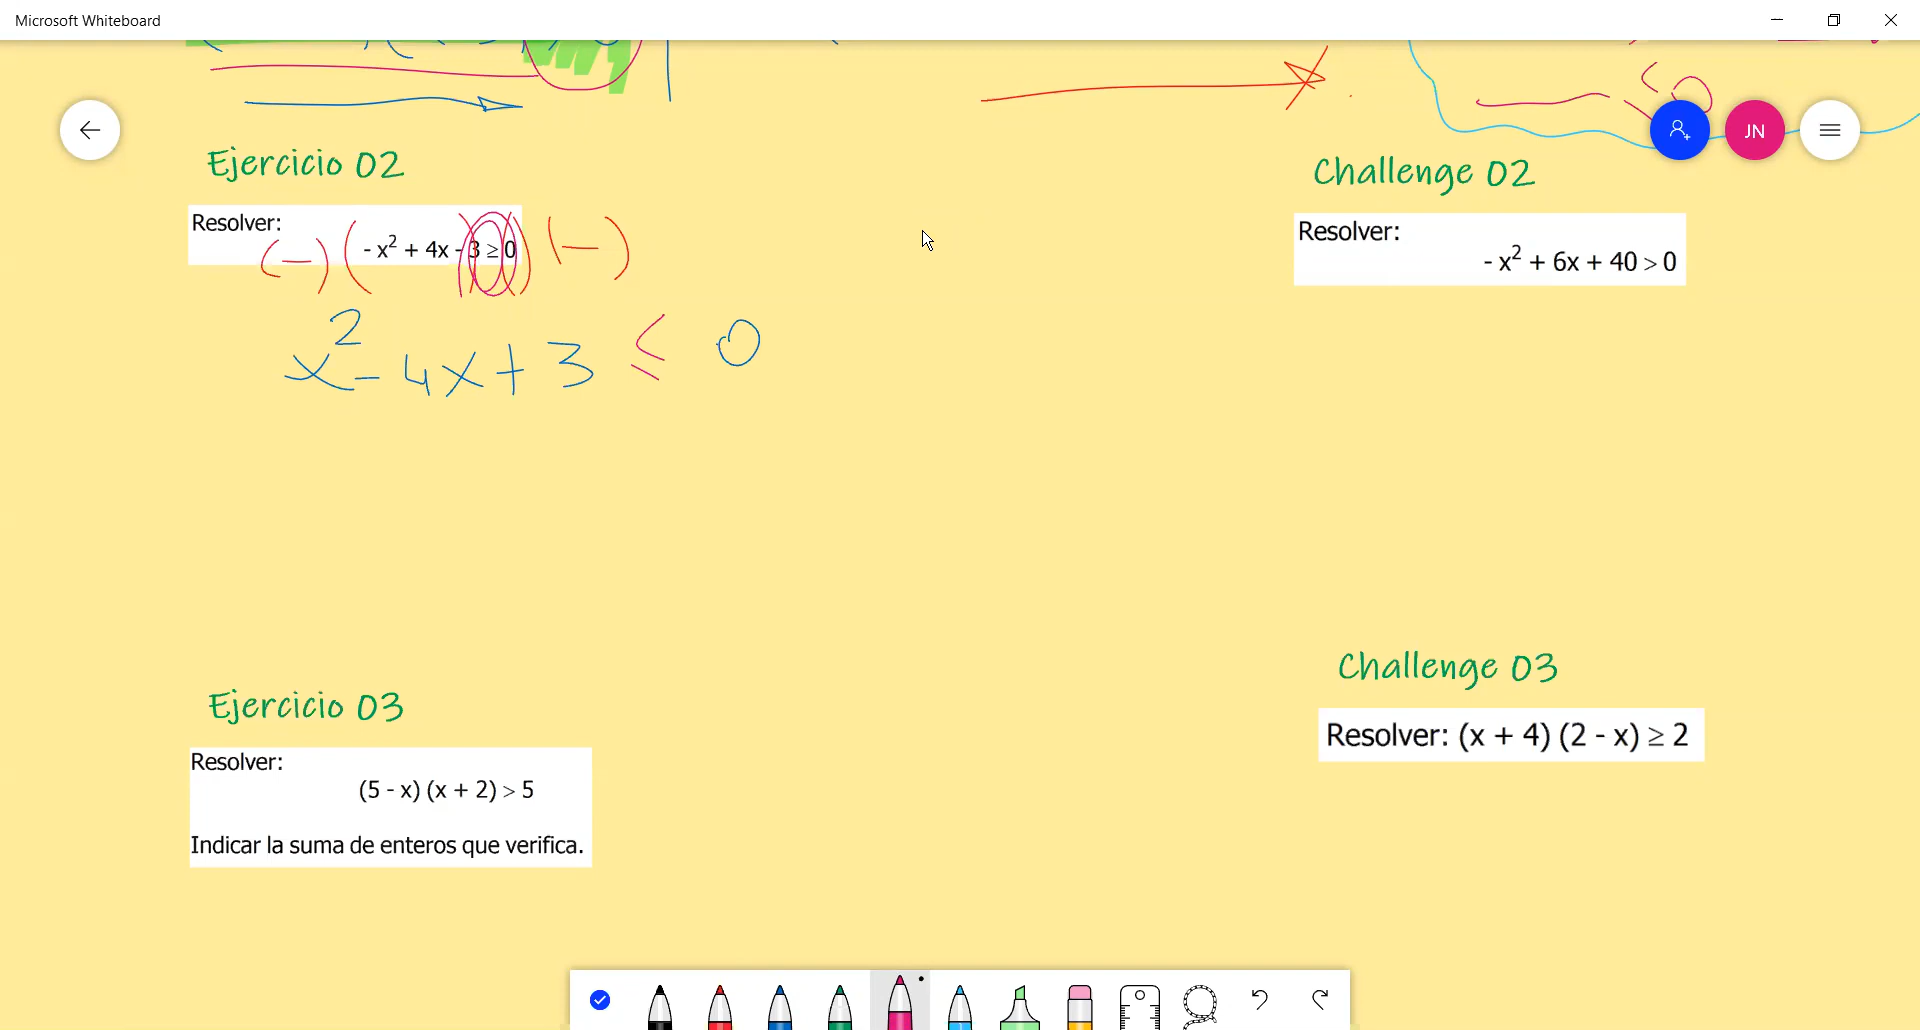 Microsoft Whiteboard
JN
Ejercicio 02
Resolver:
(-) ( - x² + 4x - 3 ≥ 0 ) (-)
x² - 4x + 3 ≤ 0
Challenge 02
Resolver:
- x² + 6x + 40 > 0
Ejercicio 03
Resolver:
(5 - x) (x + 2) > 5
Indicar la suma de enteros que verifica.
Challenge 03
Resolver: (x + 4) (2 - x) ≥ 2